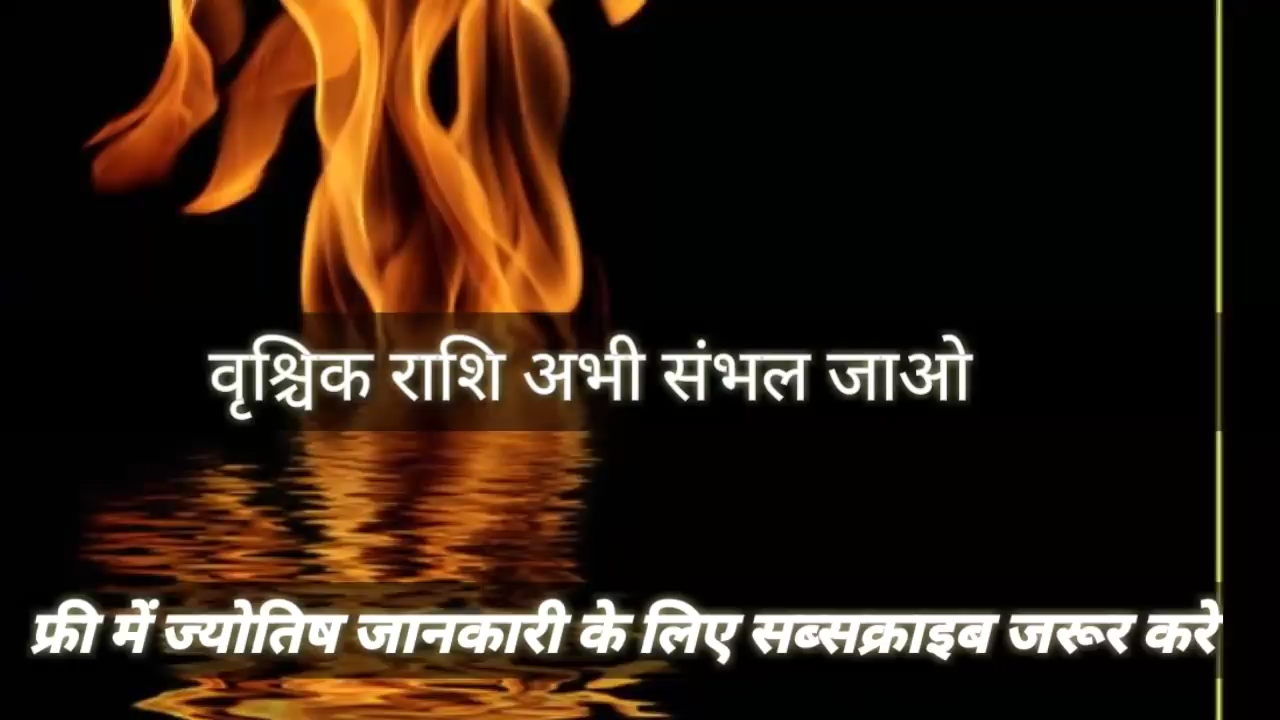 वृश्चिक राशि अभी संभल जाओ
फ्री में ज्योतिष जानकारी के लिए सब्सक्राइब जरूर करे